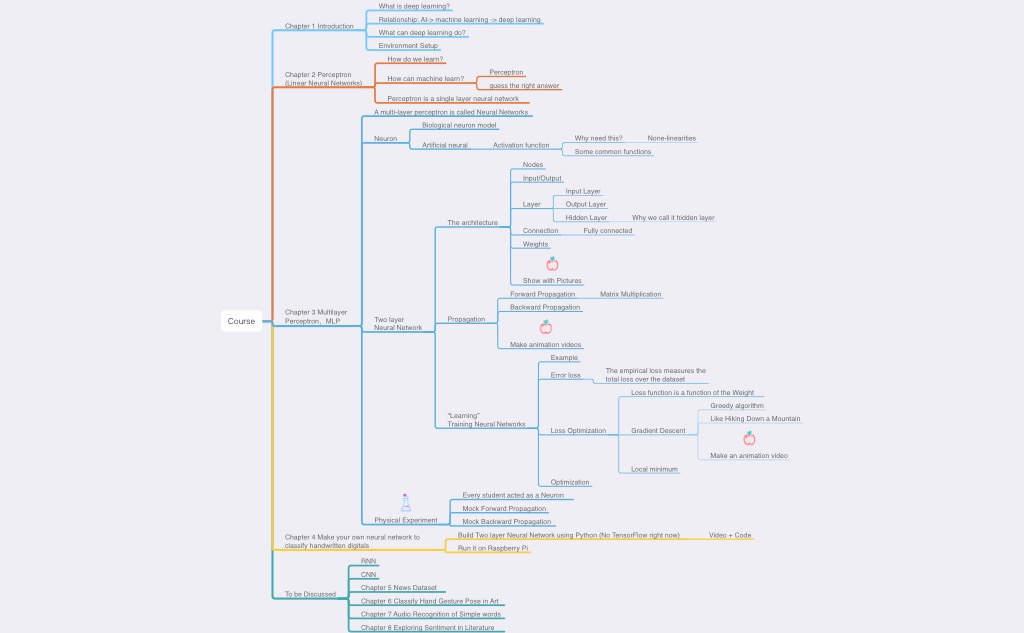 Course
Chapter 1 Introduction
What is deep learning?
Relationship: AI-> machine learning -> deep learning
What can deep learning do?
Environment Setup
Chapter 2 Perceptron
(Linear Neural Networks)
How do we learn?
How can machine learn?
Perceptron
guess the right answer
Perceptron is a single layer neural network
Chapter 3 Multilayer
Perceptron，MLP
A multi-layer perceptron is called Neural Networks
Neuron
Biological neuron model
Artificial neural
Activation function
Why need this?
None-linearities
Some common functions
Two layer
Neural Network
The architecture
Nodes
Input/Output
Layer
Input Layer
Output Layer
Hidden Layer
Why we call it hidden layer
Connection
Fully connected
Weights
Show with Pictures
Propagation
Forward Propagation
Matrix Multiplication
Backward Propagation
Make animation videos
"Learning"
Training Neural Networks
Example
Error loss
The empirical loss measures the
total loss over the dataset
Loss Optimization
Loss function is a function of the Weight
Gradient Descent
Greedy algorithm
Like Hiking Down a Mountain
Make an animation video
Local minimum
Optimization
Physical Experiment
Every student acted as a Neuron
Mock Forward Propagation
Mock Backward Propagation
Chapter 4 Make your own neural network to
classify handwritten digitals
Build Two layer Neural Network using Python (No TensorFlow right now)
Video + Code
Run it on Raspberry Pi
To be Discussed
RNN
CNN
Chapter 5 News Dataset
Chapter 6 Classify Hand Gesture Pose in Art
Chapter 7 Audio Recognition of Simple words
Chapter 8 Exploring Sentiment in Literature